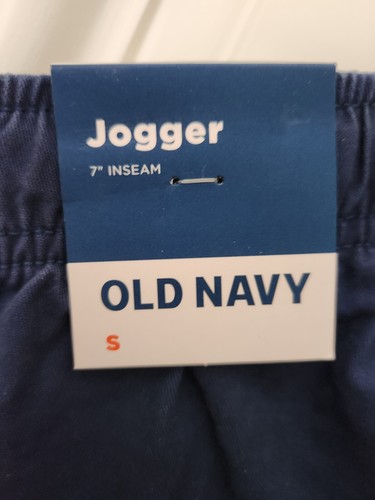 Jogger
7" INSEAM
OLD NAVY
S